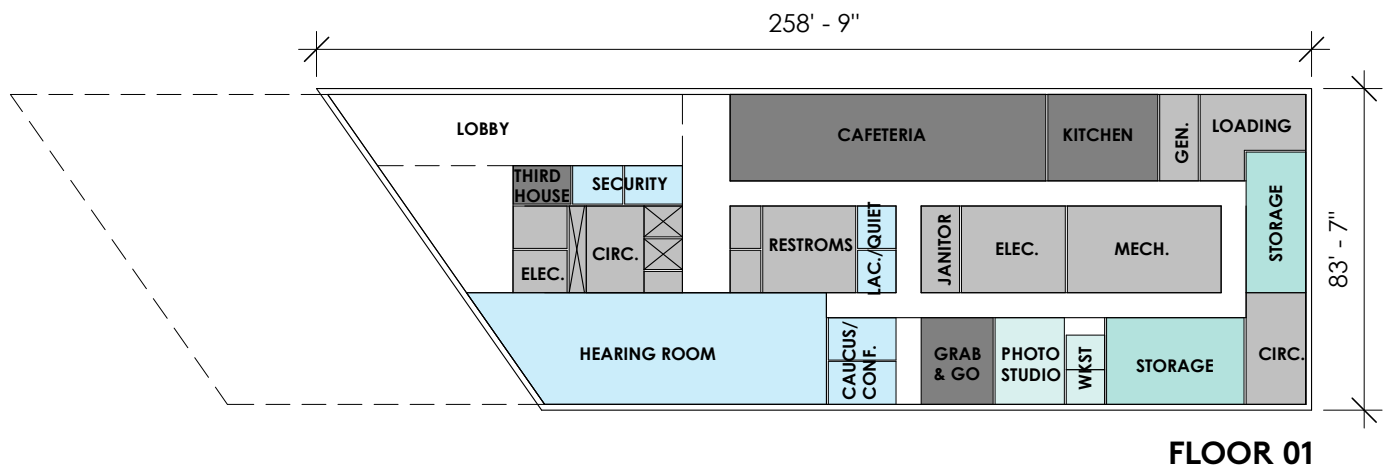 258' - 9"
LOBBY
CAFETERIA
KITCHEN
GEN.
LOADING
THIRD
HOUSE
SECURITY
STORAGE
83' - 7"
ELEC.
CIRC.
RESTROMS
LAC./QUIET
JANITOR
ELEC.
MECH.
HEARING ROOM
CAUCUS/
CONF.
GRAB
& GO
PHOTO
STUDIO
WKST
STORAGE
CIRC.
FLOOR 01